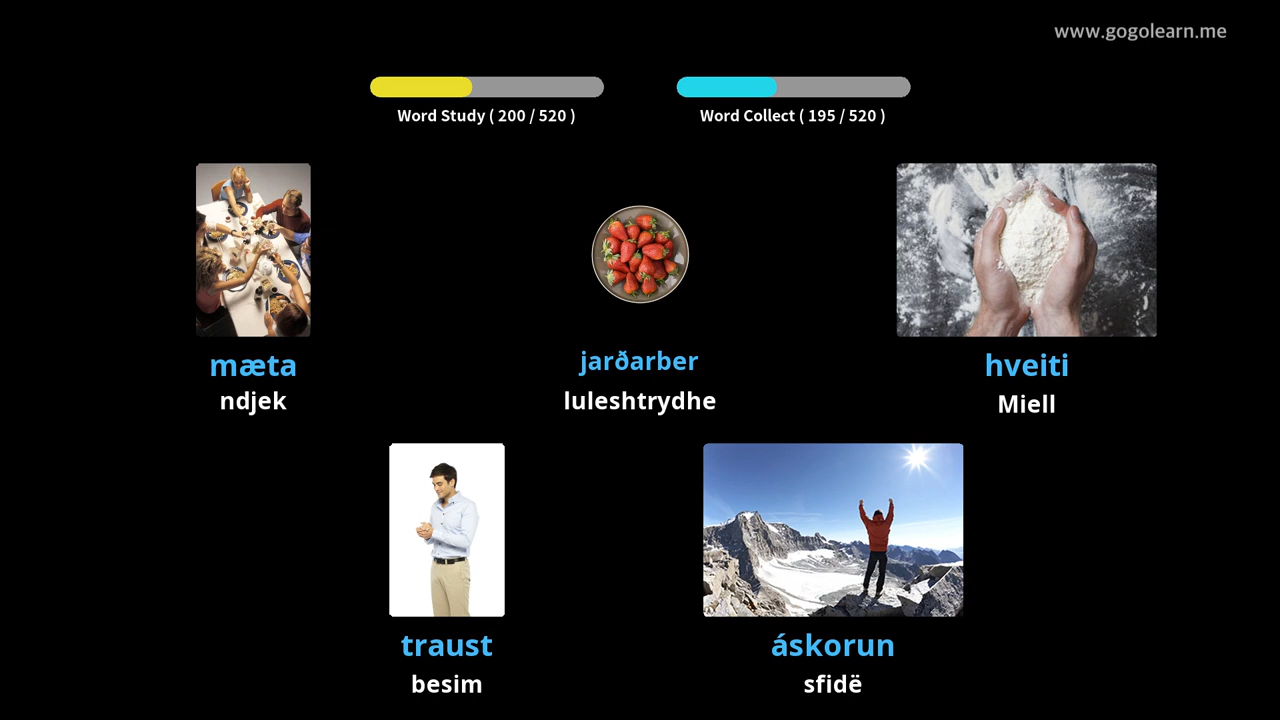 www.gogolearn.me
Word Study ( 200 / 520 )
Word Collect ( 195 / 520 )
mæta
ndjek
jarðarber
luleshtrydhe
hveiti
Miell
traust
besim
áskorun
sfidë